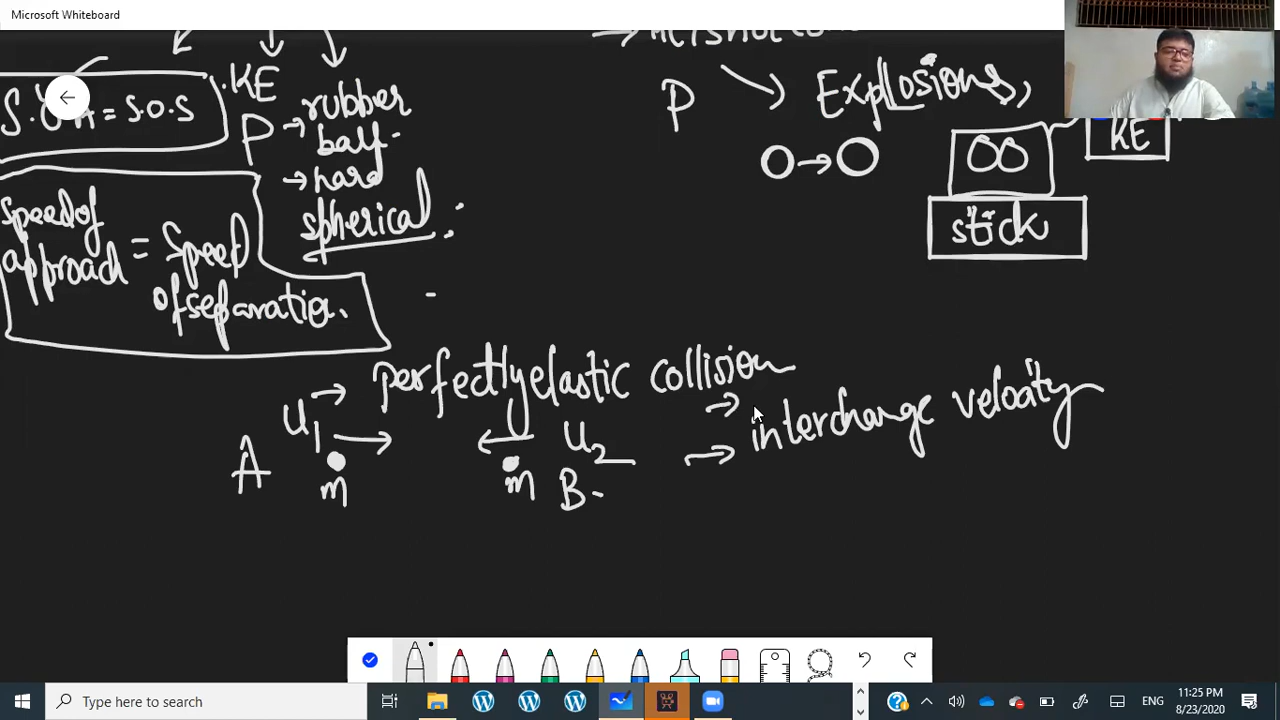 Microsoft Whiteboard
KE
S.O.A = S.O.S
P → rubber
ball
→ hard
spherical
P
Explosions,
O → O
OO
KE
stick
speed of
approach = Speed
of separation.
→ perfectly elastic collision
→
→ interchange velocity
A
u1 →
m
← u2
m B
Type here to search
ENG
11:25 PM
8/23/2020